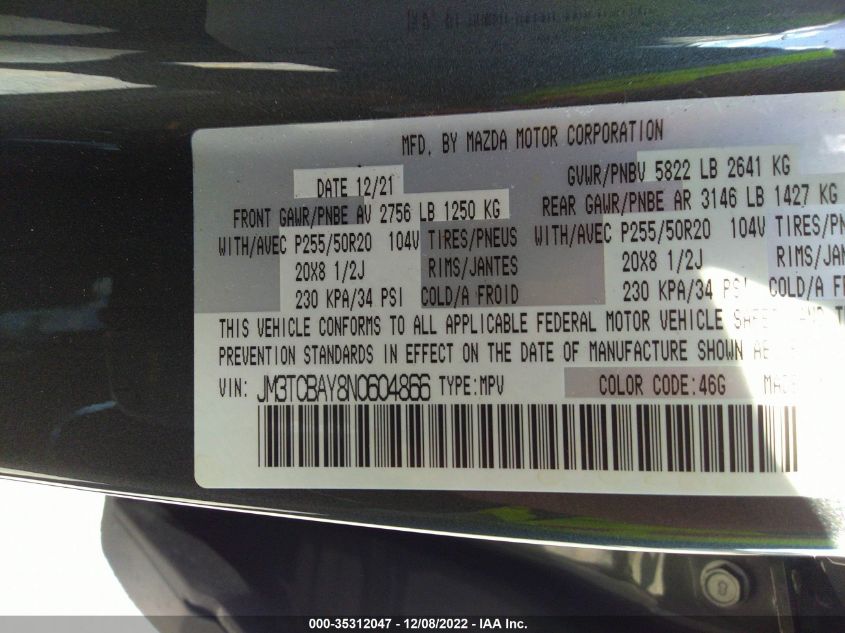 MFD. BY MAZDA MOTOR CORPORATION
DATE 12/21 GVWR/PNBV 5822 LB 2641 KG
FRONT GAWR/PNBE AV 2756 LB 1250 KG REAR GAWR/PNBE AR 3146 LB 1427 KG
WITH/AVEC P255/50R20 104V TIRES/PNEUS WITH/AVEC P255/50R20 104V TIRES/PN
20X8 1/2J RIMS/JANTES 20X8 1/2J RIMS/JANT
230 KPA/34 PSI COLD/A FROID 230 KPA/34 PSI COLD/A FROI
THIS VEHICLE CONFORMS TO ALL APPLICABLE FEDERAL MOTOR VEHICLE AND
PREVENTION STANDARDS IN EFFECT ON THE DATE OF MANUFACTURE SHOWN
VIN: JM3TCBAY8N0604866 TYPE:MPV COLOR CODE:46G
000-35312047 - 12/08/2022 - IAA Inc.